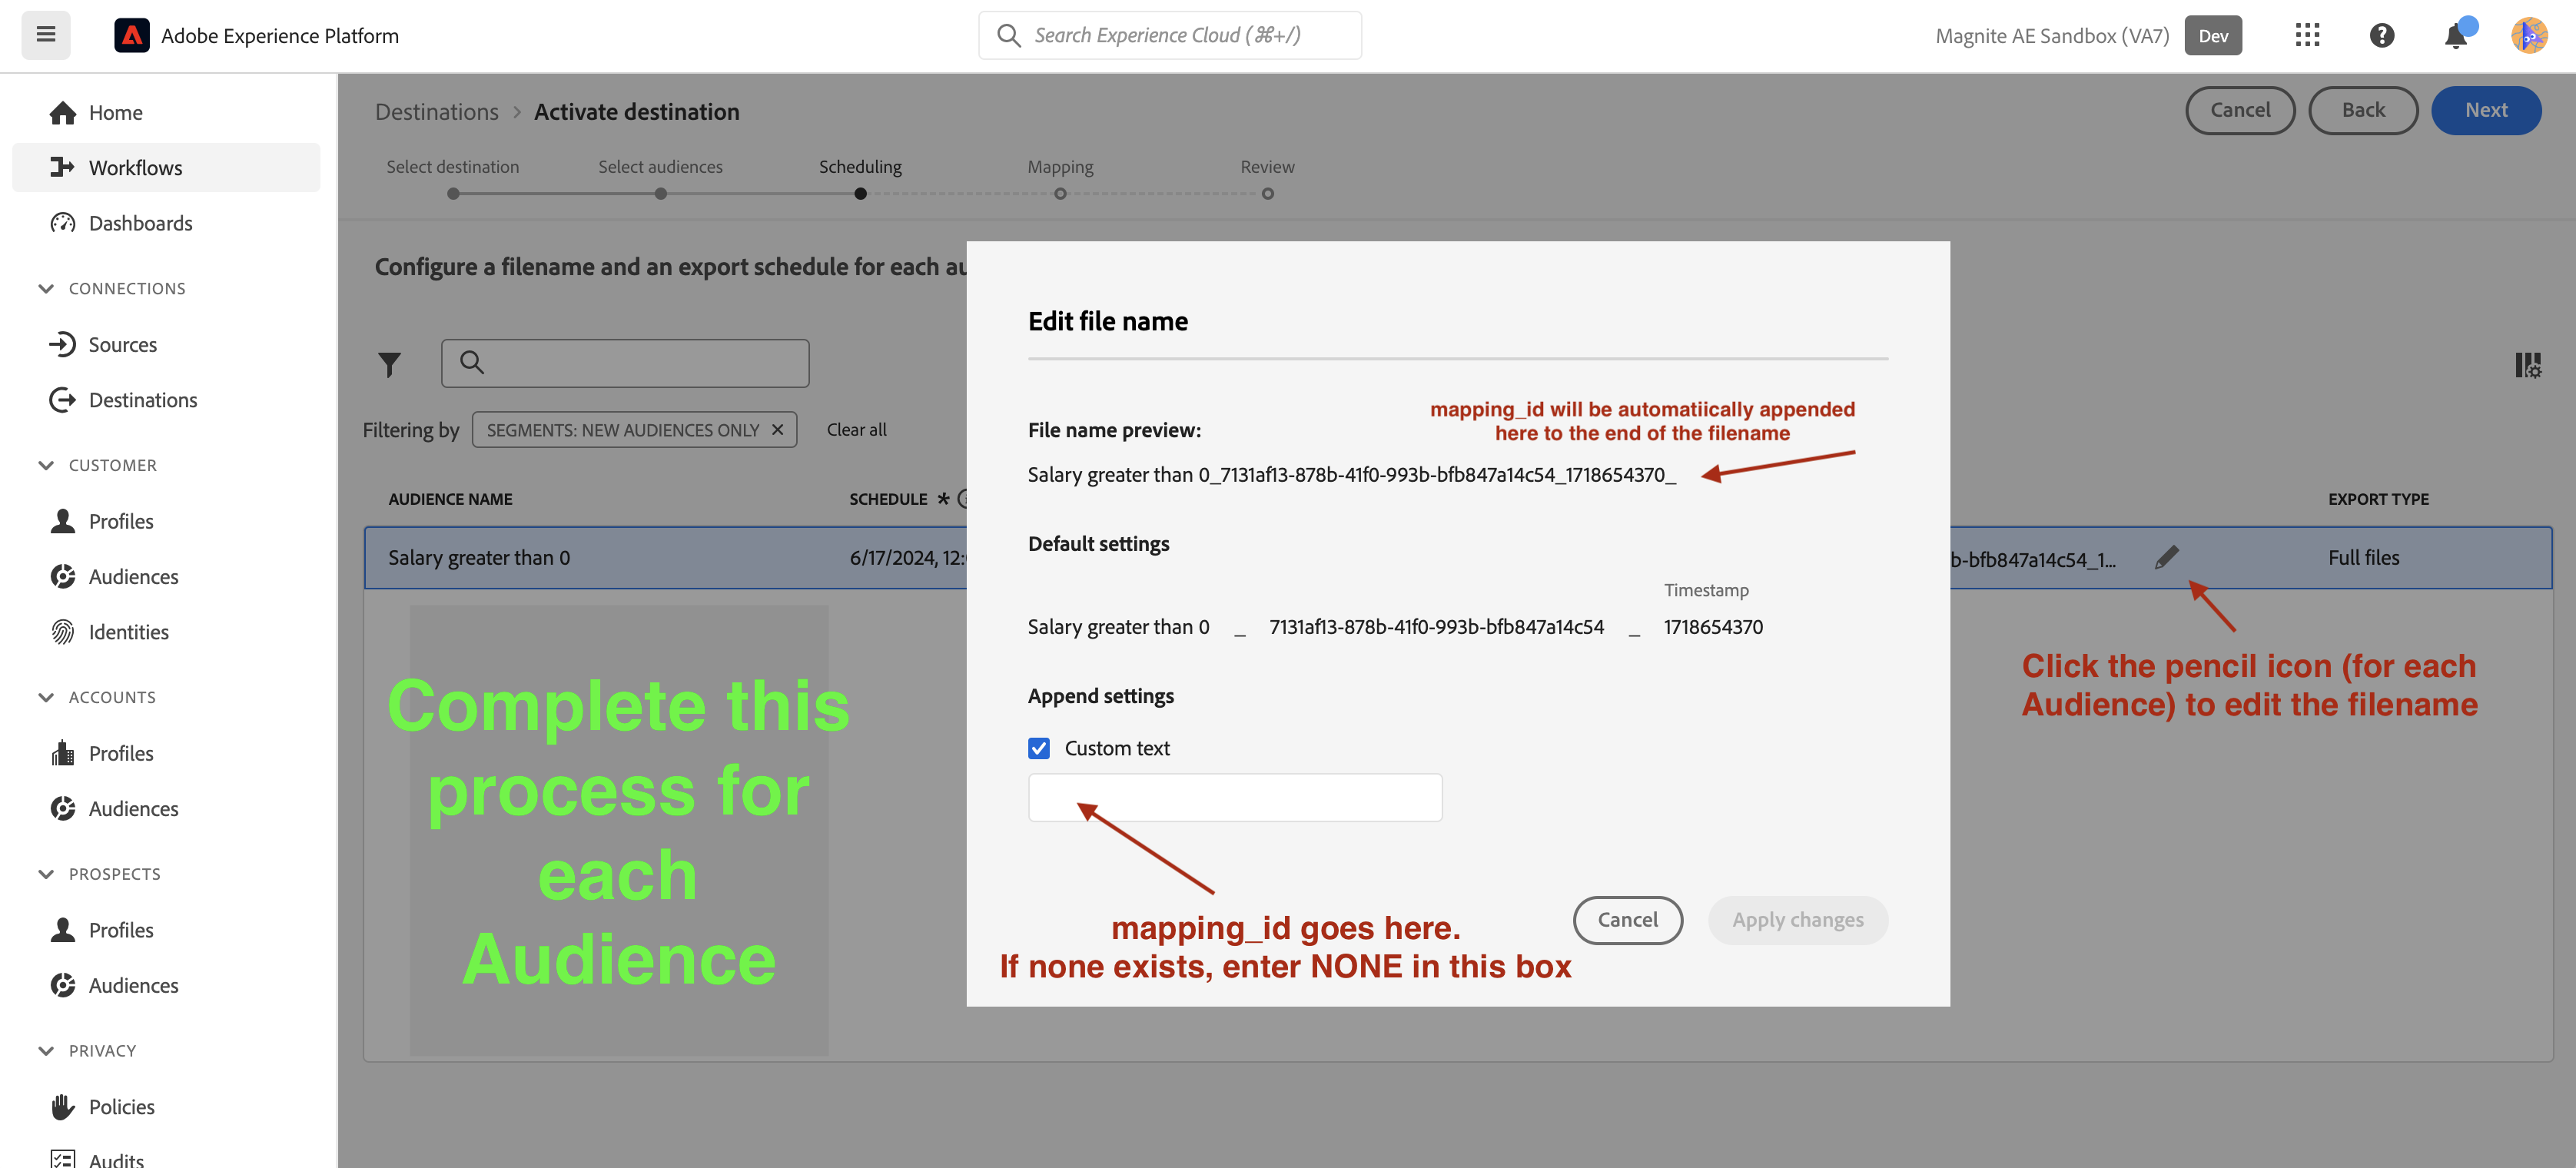 Adobe Experience Platform
Search Experience Cloud (⌘+/)
Magnite AE Sandbox (VA7)
Dev
Home
Workflows
Dashboards
CONNECTIONS
Sources
Destinations
CUSTOMER
Profiles
Audiences
Identities
ACCOUNTS
Profiles
Audiences
PROSPECTS
Profiles
Audiences
PRIVACY
Policies
Audits
Destinations > Activate destination
Cancel
Back
Next
Select destination
Select audiences
Scheduling
Mapping
Review
Configure a filename and an export schedule for each au
Filtering by
SEGMENTS: NEW AUDIENCES ONLY ×
Clear all
AUDIENCE NAME
SCHEDULE *
EXPORT TYPE
Salary greater than 0
6/17/2024, 12:
b-bfb847a14c54_1...
Full files
Complete this
process for
each
Audience
Edit file name
mapping_id will be automatiically appended
here to the end of the filename
File name preview:
Salary greater than 0_7131af13-878b-41f0-993b-bfb847a14c54_1718654370_
Default settings
Timestamp
Salary greater than 0 _ 7131af13-878b-41f0-993b-bfb847a14c54 _ 1718654370
Append settings
Custom text
Cancel
Apply changes
mapping_id goes here.
If none exists, enter NONE in this box
Click the pencil icon (for each
Audience) to edit the filename